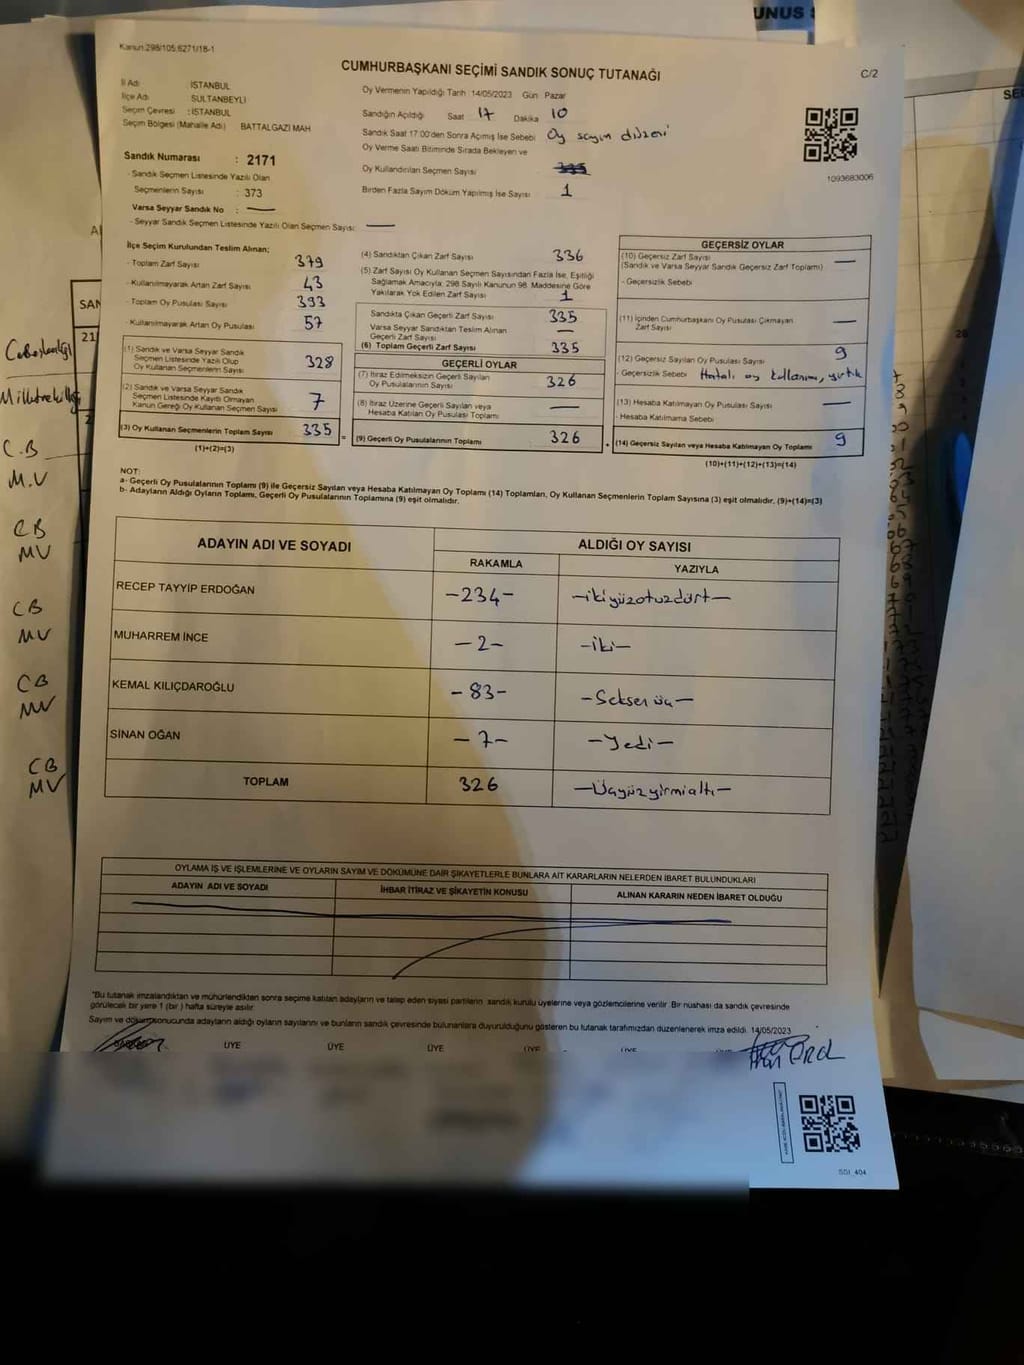 UNUS
Kanun:298/105,6271/18-1
CUMHURBAŞKANI SEÇİMİ SANDIK SONUÇ TUTANAĞI
C/2
İl Adı : İSTANBUL
İlçe Adı : SULTANBEYLİ
Seçim Çevresi : İSTANBUL
Seçim Bölgesi (Mahalle Adı) : BATTALGAZİ MAH
Sandık Numarası : 2171
- Sandık Seçmen Listesinde Yazılı Olan
Seçmenlerin Sayısı : 373
Varsa Seyyar Sandık No : —
- Seyyar Sandık Seçmen Listesinde Yazılı Olan Seçmen Sayısı: —
Oy Vermenin Yapıldığı Tarih :14/05/2023 Gün: Pazar
Sandığın Açıldığı Saat 17 Dakika 10
Sandık Saat 17:00'den Sonra Açımış İse Sebebi Oy sayım düzeni
Oy Verme Saati Bitiminde Sırada Bekleyen ve
Oy Kullandırılan Seçmen Sayısı
Birden Fazla Sayım Döküm Yapılmış İse Sayısı 1
1093683006
İlçe Seçim Kurulundan Teslim Alınan;
- Toplam Zarf Sayısı 379
- Kullanılmayarak Artan Zarf Sayısı 43
- Toplam Oy Pusulası Sayısı 393
- Kullanılmayarak Artan Oy Pusulası 57
(1) Sandık ve Varsa Seyyar Sandık
Seçmen Listesinde Yazılı Olup
Oy Kullanan Seçmenlerin Sayısı 328
(2) Sandık ve Varsa Seyyar Sandık
Seçmen Listesinde Kayıtlı Olmayan
Kanun Gereği Oy Kullanan Seçmen Sayısı 7
(3) Oy Kullanan Seçmenlerin Toplam Sayısı 335
(1)+(2)=(3)
(4) Sandıktan Çıkan Zarf Sayısı 336
(5) Zarf Sayısı Oy Kullanan Seçmen Sayısından Fazla İse, Eşitliği
Sağlamak Amacıyla; 298 Sayılı Kanunun 98. Maddesine Göre
Yakılarak Yok Edilen Zarf Sayısı 1
Sandıkta Çıkan Geçerli Zarf Sayısı 335
Varsa Seyyar Sandıktan Teslim Alınan
Geçerli Zarf Sayısı —
(6) Toplam Geçerli Zarf Sayısı 335
GEÇERLİ OYLAR
(7) İtiraz Edilmeksizin Geçerli Sayılan
Oy Pusulalarının Sayısı 326
(8) İtiraz Üzerine Geçerli Sayılan veya
Hesaba Katılan Oy Pusulası Toplamı —
= (9) Geçerli Oy Pusulalarının Toplamı 326
GEÇERSİZ OYLAR
(10) Geçersiz Zarf Sayısı
(Sandık ve Varsa Seyyar Sandık Geçersiz Zarf Toplamı) —
- Geçersizlik Sebebi
(11) İçinden Cumhurbaşkanı Oy Pusulası Çıkmayan
Zarf Sayısı —
(12) Geçersiz Sayılan Oy Pusulası Sayısı 9
- Geçersizlik Sebebi Hatalı oy kullanımı, yırtık
(13) Hesaba Katılmayan Oy Pusulası Sayısı —
- Hesaba Katılmama Sebebi
+ (14) Geçersiz Sayılan veya Hesaba Katılmayan Oy Toplamı 9
(10)+(11)+(12)+(13)=(14)
NOT:
a- Geçerli Oy Pusulalarının Toplamı (9) ile Geçersiz Sayılan veya Hesaba Katılmayan Oy Toplamı (14) Toplamları, Oy Kullanan Seçmenlerin Toplam Sayısına (3) eşit olmalıdır, (9)+(14)=(3)
b- Adayların Aldığı Oyların Toplamı, Geçerli Oy Pusulalarının Toplamına (9) eşit olmalıdır.
ADAYIN ADI VE SOYADI ALDIĞI OY SAYISI
RAKAMLA YAZIYLA
RECEP TAYYİP ERDOĞAN -234- -ikiyüzotuzdört-
MUHARREM İNCE -2- -iki-
KEMAL KILIÇDAROĞLU -83- -Seksen üç-
SİNAN OĞAN -7- -Yedi-
TOPLAM 326 -Üçyüzyirmialtı-
OYLAMA İŞ VE İŞLEMLERİNE VE OYLARIN SAYIM VE DÖKÜMÜNE DAİR ŞİKAYETLERLE BUNLARA AİT KARARLARIN NELERDEN İBARET BULUNDUKLARI
ADAYIN ADI VE SOYADI İHBAR İTİRAZ VE ŞİKAYETİN KONUSU ALINAN KARARIN NEDEN İBARET OLDUĞU
*Bu tutanak imzalandıktan ve mühürlendikten sonra seçime katılan adayların ve talep eden siyasi partilerin sandık kurulu üyelerine veya gözlemcilerine verilir. Bir nüshası da sandık çevresinde
görülecek bir yere 1 (bir ) hafta süreyle asılır.
Sayım ve döküm sonucunda adayların aldığı oyların sayılarını ve bunların sandık çevresinde bulunanlara duyurulduğunu gösteren bu tutanak tarafımızdan düzenlenerek imza edildi. 14/05/2023
ÜYE ÜYE ÜYE ÜYE ÜYE
SDI_404
SAN
21
C.B
M.V
CB
MV
CB
MV
CB
MV
CB
MV
SE